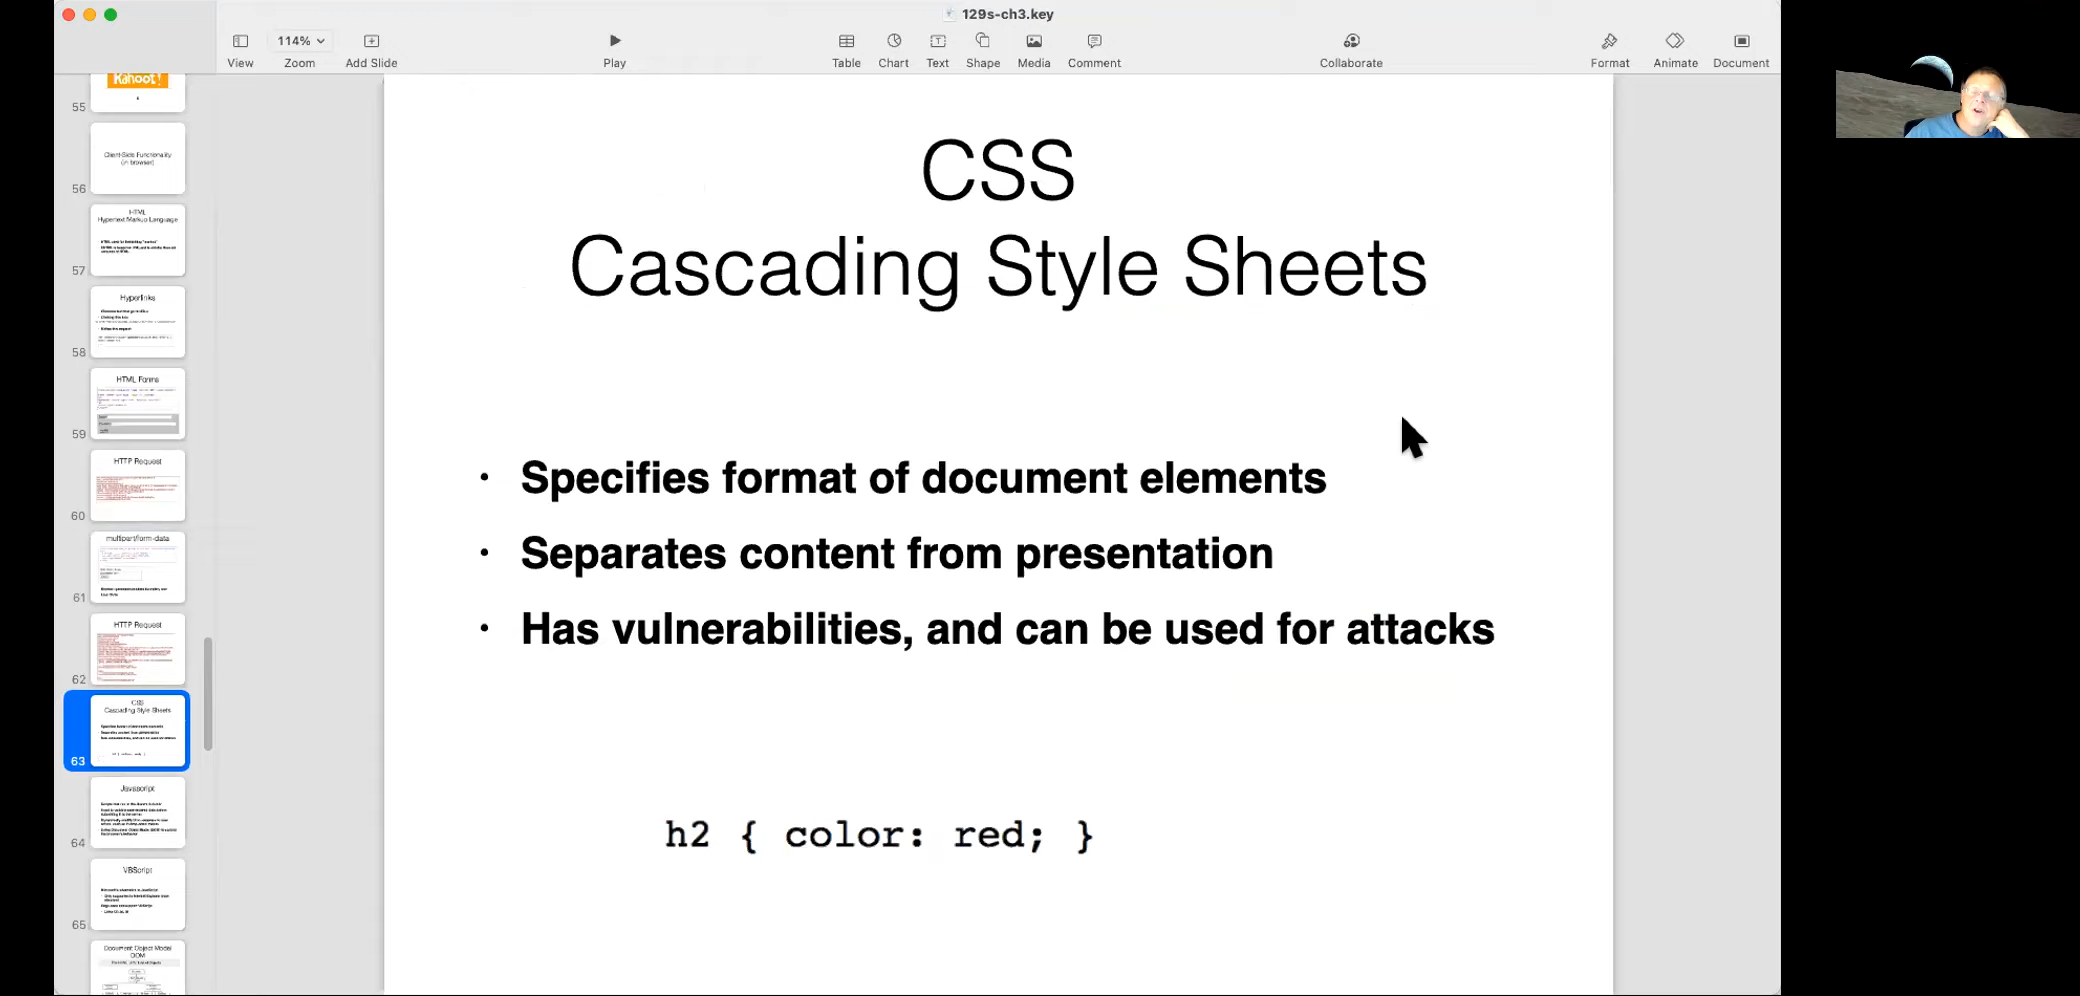 129s-ch3.key
View
114%
Zoom
Add Slide
Play
Table
Chart
Text
Shape
Media
Comment
Collaborate
Format
Animate
Document
Kahoot!
55
Client-Side Functionality
(in browser)
56
HTML
Hypertext Markup Language
57
Hyperlinks
58
HTML Forms
59
HTTP Request
60
multipart/form-data
61
HTTP Request
62
CSS
Cascading Style Sheets
63
Javascript
64
VBScript
65
Document Object Model
DOM
CSS
Cascading Style Sheets
· Specifies format of document elements
· Separates content from presentation
· Has vulnerabilities, and can be used for attacks
h2 { color: red; }